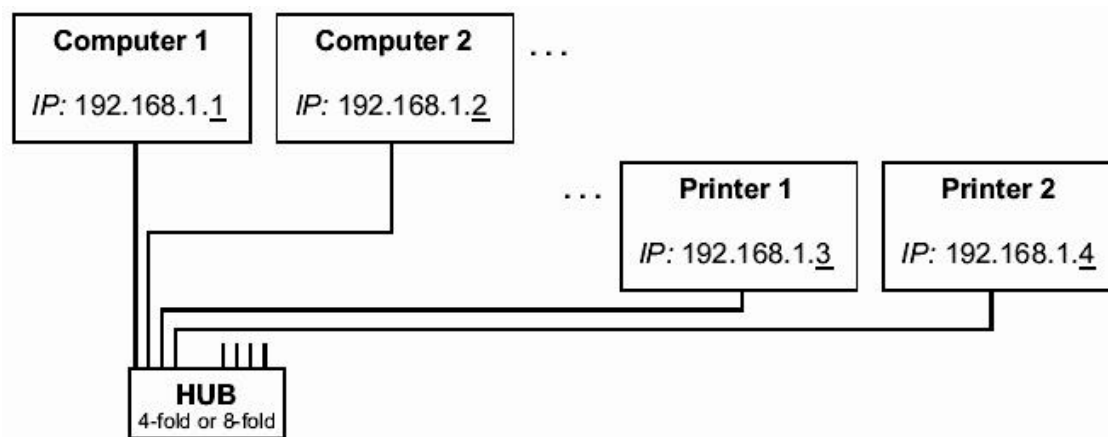 Computer 1
IP: 192.168.1.1
Computer 2
IP: 192.168.1.2
...
...
Printer 1
IP: 192.168.1.3
Printer 2
IP: 192.168.1.4
HUB
4-fold or 8-fold